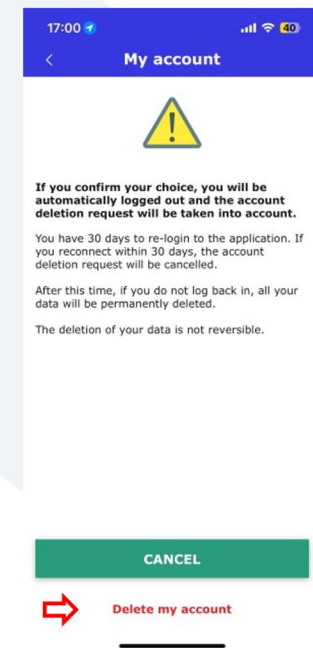 17:00
40
My account
If you confirm your choice, you will be
automatically logged out and the account
deletion request will be taken into account.
You have 30 days to re-login to the application. If
you reconnect within 30 days, the account
deletion request will be cancelled.
After this time, if you do not log back in, all your
data will be permanently deleted.
The deletion of your data is not reversible.
CANCEL
Delete my account